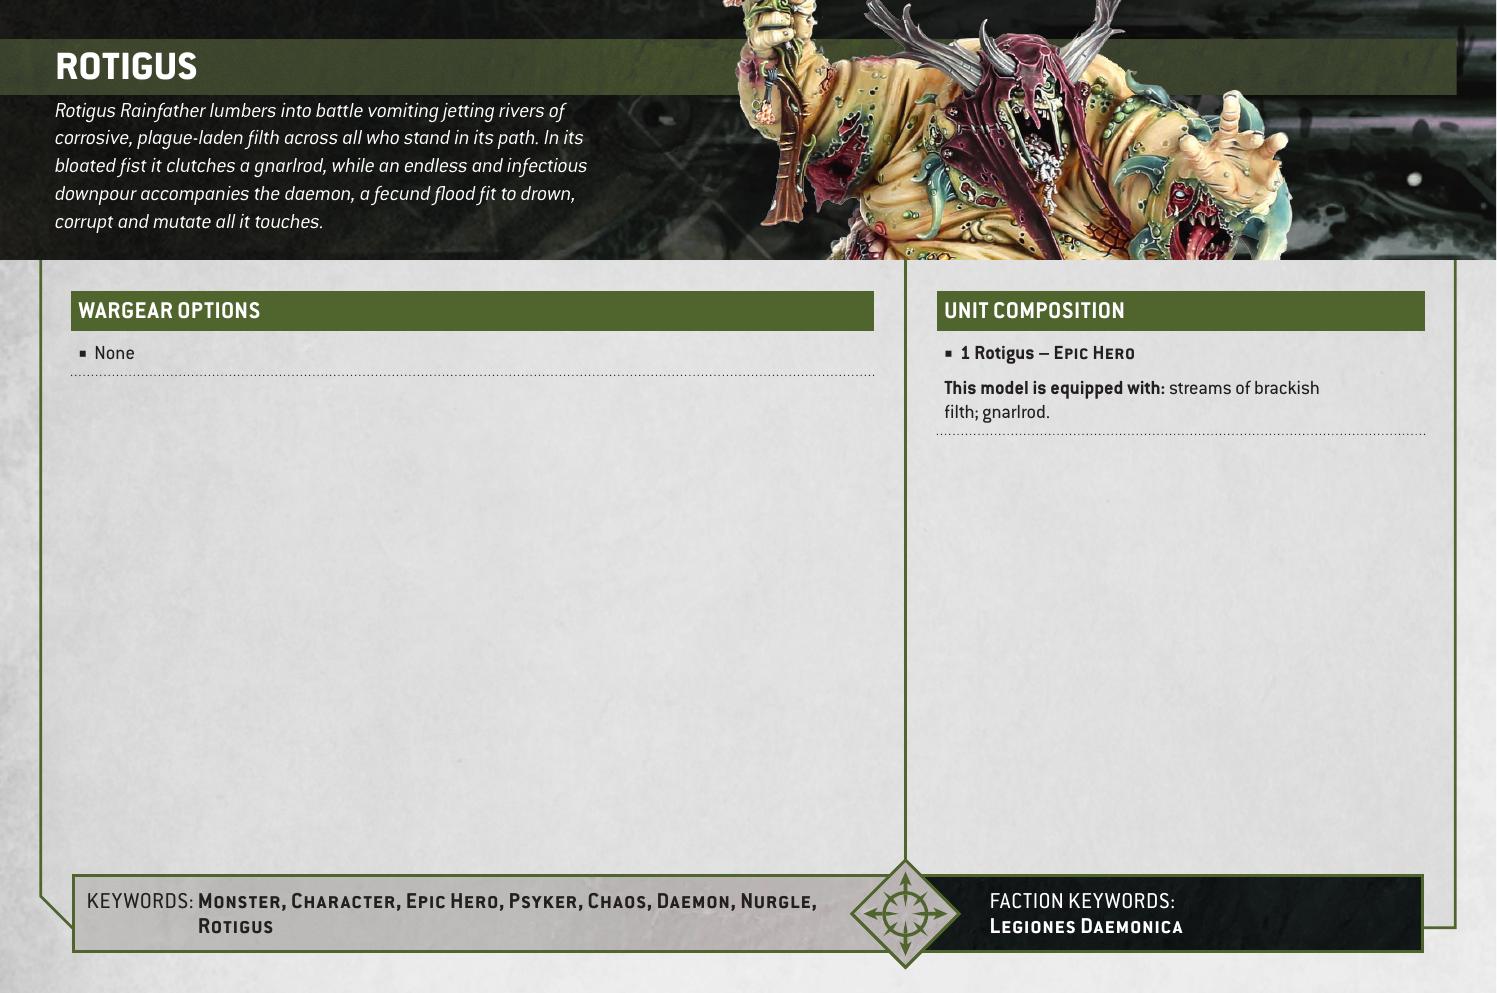 ROTIGUS
Rotigus Rainfather lumbers into battle vomiting jetting rivers of
corrosive, plague-laden filth across all who stand in its path. In its
bloated fist it clutches a gnarlrod, while an endless and infectious
downpour accompanies the daemon, a fecund flood fit to drown,
corrupt and mutate all it touches.
WARGEAR OPTIONS
▪ None
UNIT COMPOSITION
▪ 1 Rotigus – Epic Hero
This model is equipped with: streams of brackish
filth; gnarlrod.
KEYWORDS: Monster, Character, Epic Hero, Psyker, Chaos, Daemon, Nurgle,
Rotigus
FACTION KEYWORDS:
Legiones Daemonica